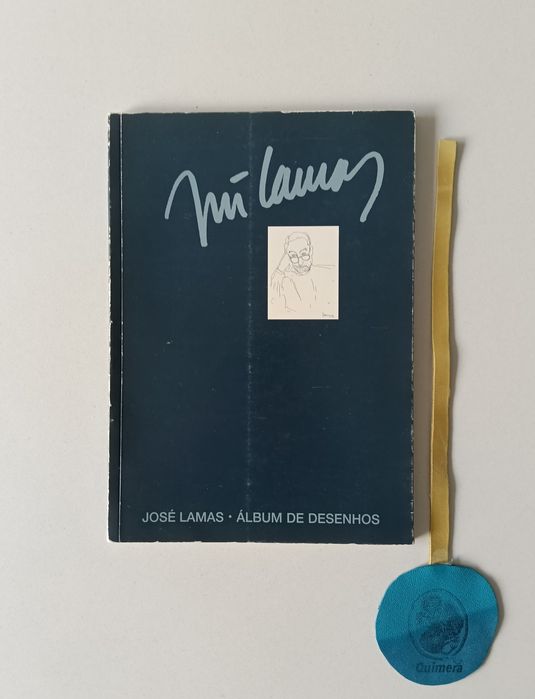 José Lamas
JOSÉ LAMAS • ÁLBUM DE DESENHOS
Quimera